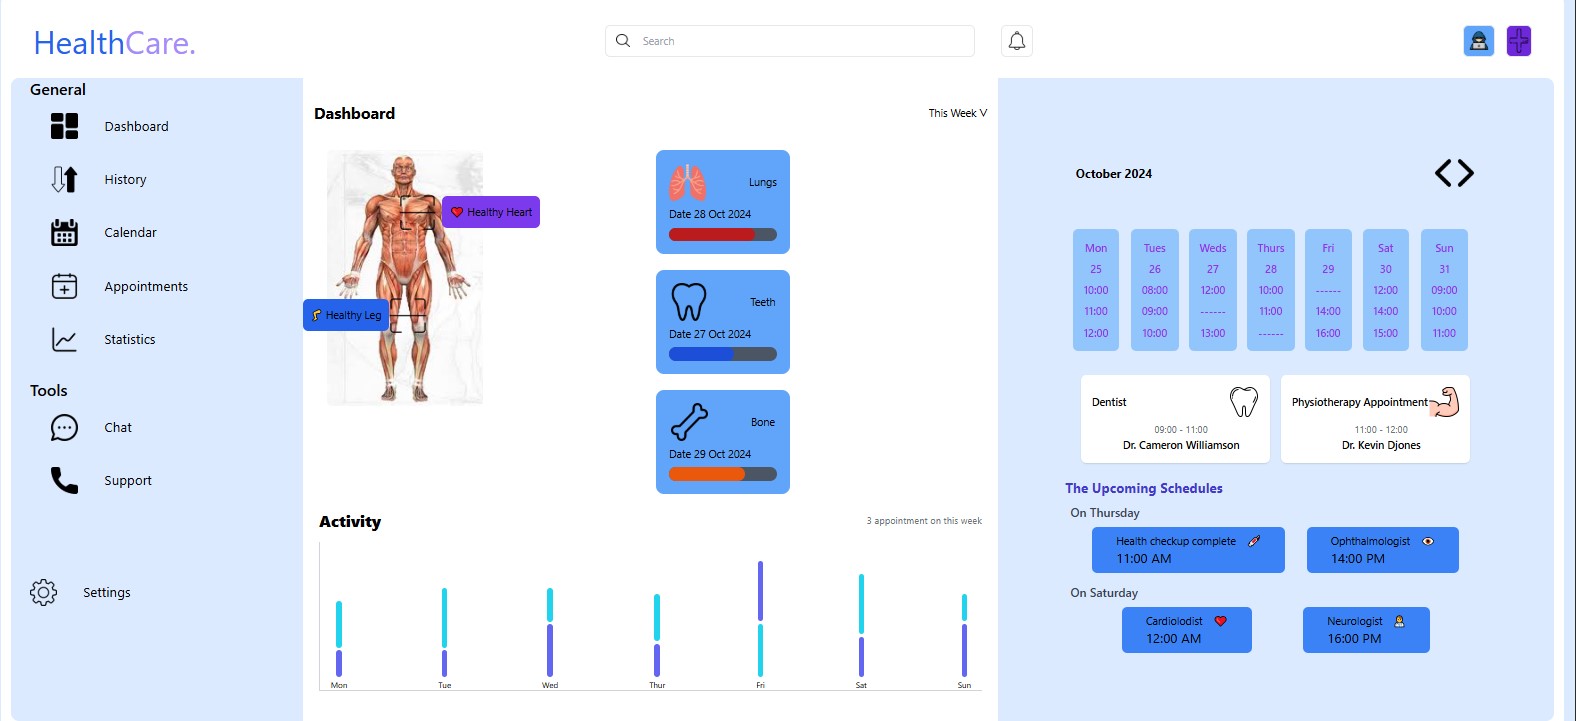 HealthCare.
Search
General
Dashboard
History
Calendar
Appointments
Statistics
Tools
Chat
Support
Settings
Dashboard
This Week V
Healthy Heart
Healthy Leg
Lungs
Date 28 Oct 2024
Teeth
Date 27 Oct 2024
Bone
Date 29 Oct 2024
Activity
3 appointment on this week
Mon Tue Wed Thur Fri Sat Sun
October 2024
Mon Tues Weds Thurs Fri Sat Sun
25 26 27 28 29 30 31
10:00 08:00 12:00 10:00 ------ 12:00 09:00
11:00 09:00 ------ 11:00 14:00 14:00 10:00
12:00 10:00 13:00 ------ 16:00 15:00 11:00
Dentist
09:00 - 11:00
Dr. Cameron Williamson
Physiotherapy Appointment
11:00 - 12:00
Dr. Kevin Djones
The Upcoming Schedules
On Thursday
Health checkup complete
11:00 AM
Ophthalmologist
14:00 PM
On Saturday
Cardiolodist
12:00 AM
Neurologist
16:00 PM